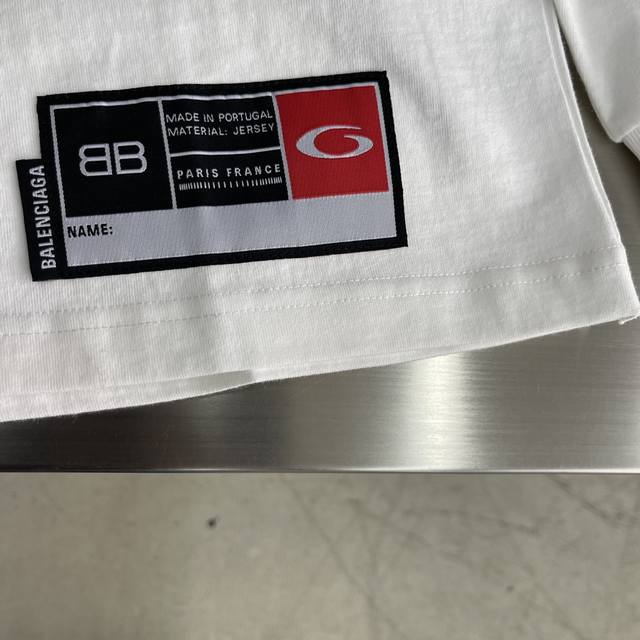 BALENCIAGA
BB
MADE IN PORTUGAL
MATERIAL: JERSEY
PARIS FRANCE
G
NAME: